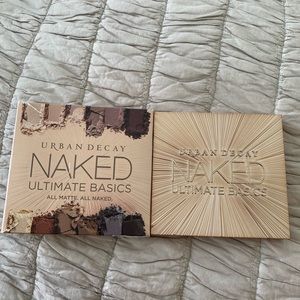 URBAN DECAY
NAKED
ULTIMATE BASICS
ALL MATTE. ALL NAKED.
URBAN DECAY
NAKED
ULTIMATE BASICS